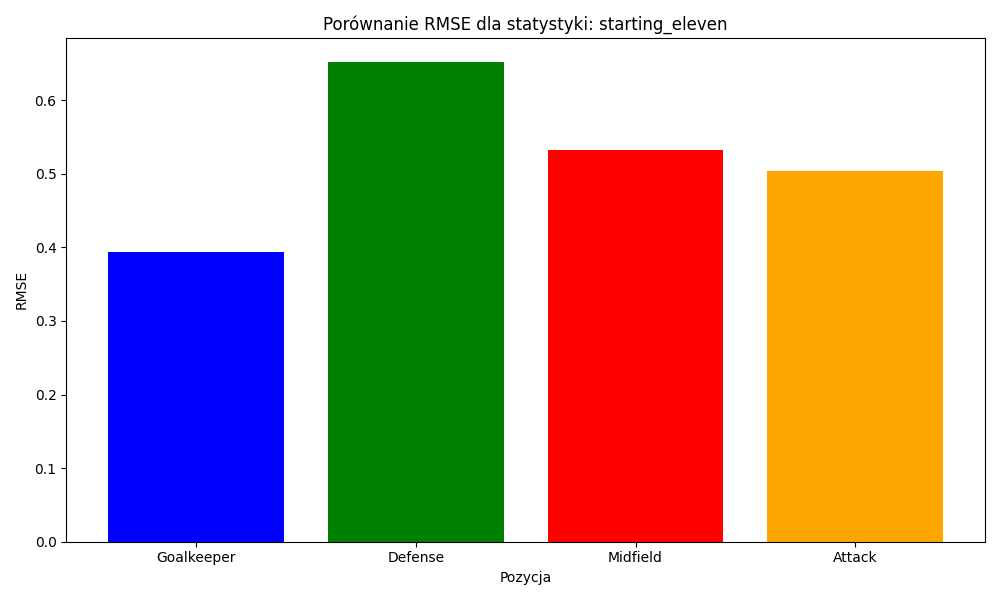 Porównanie RMSE dla statystyki: starting_eleven
RMSE
0.6
0.5
0.4
0.3
0.2
0.1
0.0
Goalkeeper Defense Midfield Attack
Pozycja